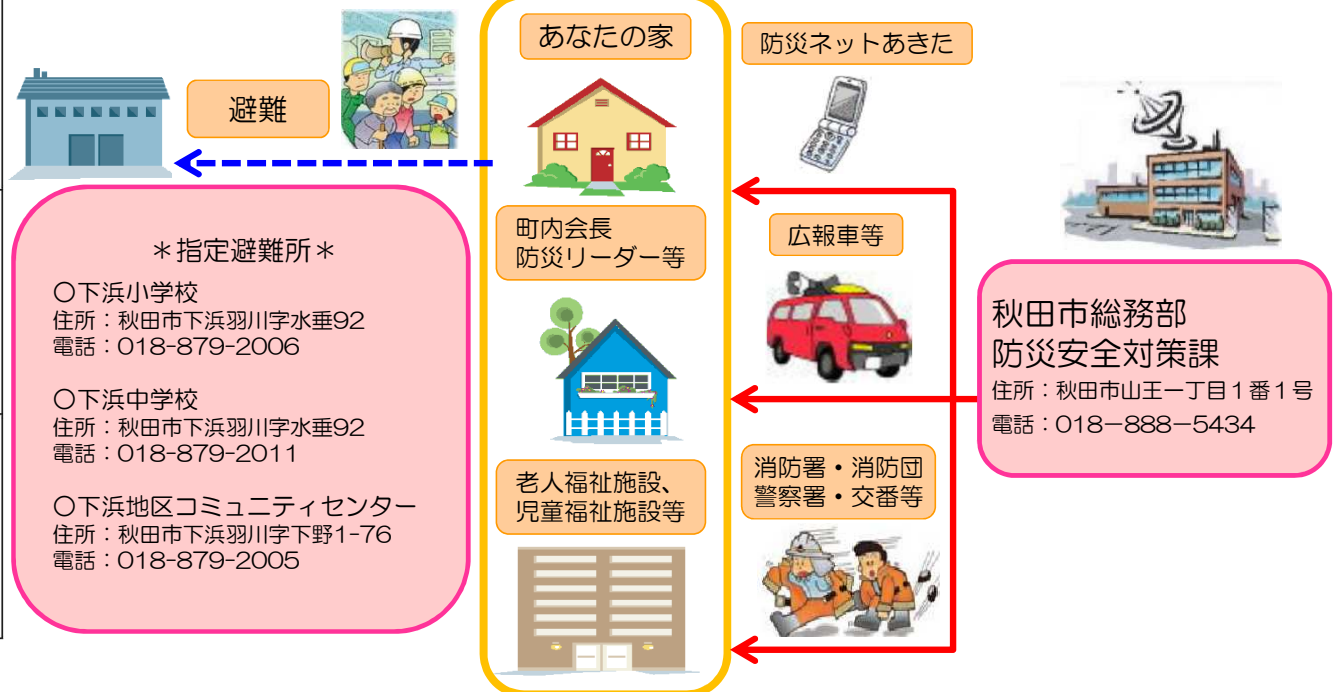 避難
＊指定避難所＊
〇下浜小学校
住所：秋田市下浜羽川字水垂92
電話：018-879-2006
〇下浜中学校
住所：秋田市下浜羽川字水垂92
電話：018-879-2011
〇下浜地区コミュニティセンター
住所：秋田市下浜羽川字下野1-76
電話：018-879-2005
あなたの家
町内会長
防災リーダー等
老人福祉施設、
児童福祉施設等
防災ネットあきた
広報車等
消防署・消防団
警察署・交番等
秋田市総務部
防災安全対策課
住所：秋田市山王一丁目１番１号
電話：018－888－5434